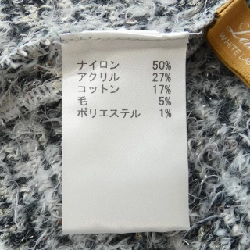 ナイロン 50%
アクリル 27%
コットン 17%
毛 5%
ポリエステル 1%